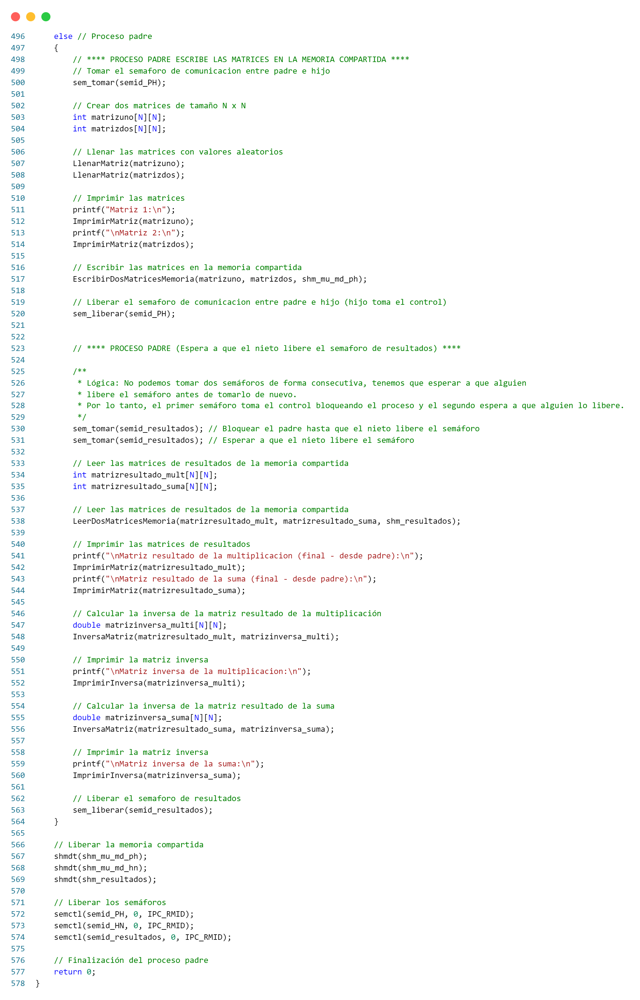 496 else // Proceso padre
497 {
498 // **** PROCESO PADRE ESCRIBE LAS MATRICES EN LA MEMORIA COMPARTIDA ****
499 // Tomar el semaforo de comunicacion entre padre e hijo
500 sem_tomar(semid_PH);
501
502 // Crear dos matrices de tamaño N x N
503 int matrizuno[N][N];
504 int matrizdos[N][N];
505
506 // Llenar las matrices con valores aleatorios
507 LlenarMatriz(matrizuno);
508 LlenarMatriz(matrizdos);
509
510 // Imprimir las matrices
511 printf("Matriz 1:\n");
512 ImprimirMatriz(matrizuno);
513 printf("\nMatriz 2:\n");
514 ImprimirMatriz(matrizdos);
515
516 // Escribir las matrices en la memoria compartida
517 EscribirDosMatricesMemoria(matrizuno, matrizdos, shm_mu_md_ph);
518
519 // Liberar el semaforo de comunicacion entre padre e hijo (hijo toma el control)
520 sem_liberar(semid_PH);
521
522
523 // **** PROCESO PADRE (Espera a que el nieto libere el semaforo de resultados) ****
524
525 /**
526 * Lógica: No podemos tomar dos semáforos de forma consecutiva, tenemos que esperar a que alguien
527 * libere el semáforo antes de tomarlo de nuevo.
528 * Por lo tanto, el primer semáforo toma el control bloqueando el proceso y el segundo espera a que alguien lo libere.
529 */
530 sem_tomar(semid_resultados); // Bloquear el padre hasta que el nieto libere el semáforo
531 sem_tomar(semid_resultados); // Esperar a que el nieto libere el semáforo
532
533 // Leer las matrices de resultados de la memoria compartida
534 int matrizresultado_mult[N][N];
535 int matrizresultado_suma[N][N];
536
537 // Leer las matrices de resultados de la memoria compartida
538 LeerDosMatricesMemoria(matrizresultado_mult, matrizresultado_suma, shm_resultados);
539
540 // Imprimir las matrices de resultados
541 printf("\nMatriz resultado de la multiplicacion (final - desde padre):\n");
542 ImprimirMatriz(matrizresultado_mult);
543 printf("\nMatriz resultado de la suma (final - desde padre):\n");
544 ImprimirMatriz(matrizresultado_suma);
545
546 // Calcular la inversa de la matriz resultado de la multiplicación
547 double matrizinversa_multi[N][N];
548 InversaMatriz(matrizresultado_mult, matrizinversa_multi);
549
550 // Imprimir la matriz inversa
551 printf("\nMatriz inversa de la multiplicacion:\n");
552 ImprimirInversa(matrizinversa_multi);
553
554 // Calcular la inversa de la matriz resultado de la suma
555 double matrizinversa_suma[N][N];
556 InversaMatriz(matrizresultado_suma, matrizinversa_suma);
557
558 // Imprimir la matriz inversa
559 printf("\nMatriz inversa de la suma:\n");
560 ImprimirInversa(matrizinversa_suma);
561
562 // Liberar el semaforo de resultados
563 sem_liberar(semid_resultados);
564 }
565
566 // Liberar la memoria compartida
567 shmdt(shm_mu_md_ph);
568 shmdt(shm_mu_md_hn);
569 shmdt(shm_resultados);
570
571 // Liberar los semáforos
572 semctl(semid_PH, 0, IPC_RMID);
573 semctl(semid_HN, 0, IPC_RMID);
574 semctl(semid_resultados, 0, IPC_RMID);
575
576 // Finalización del proceso padre
577 return 0;
578 }